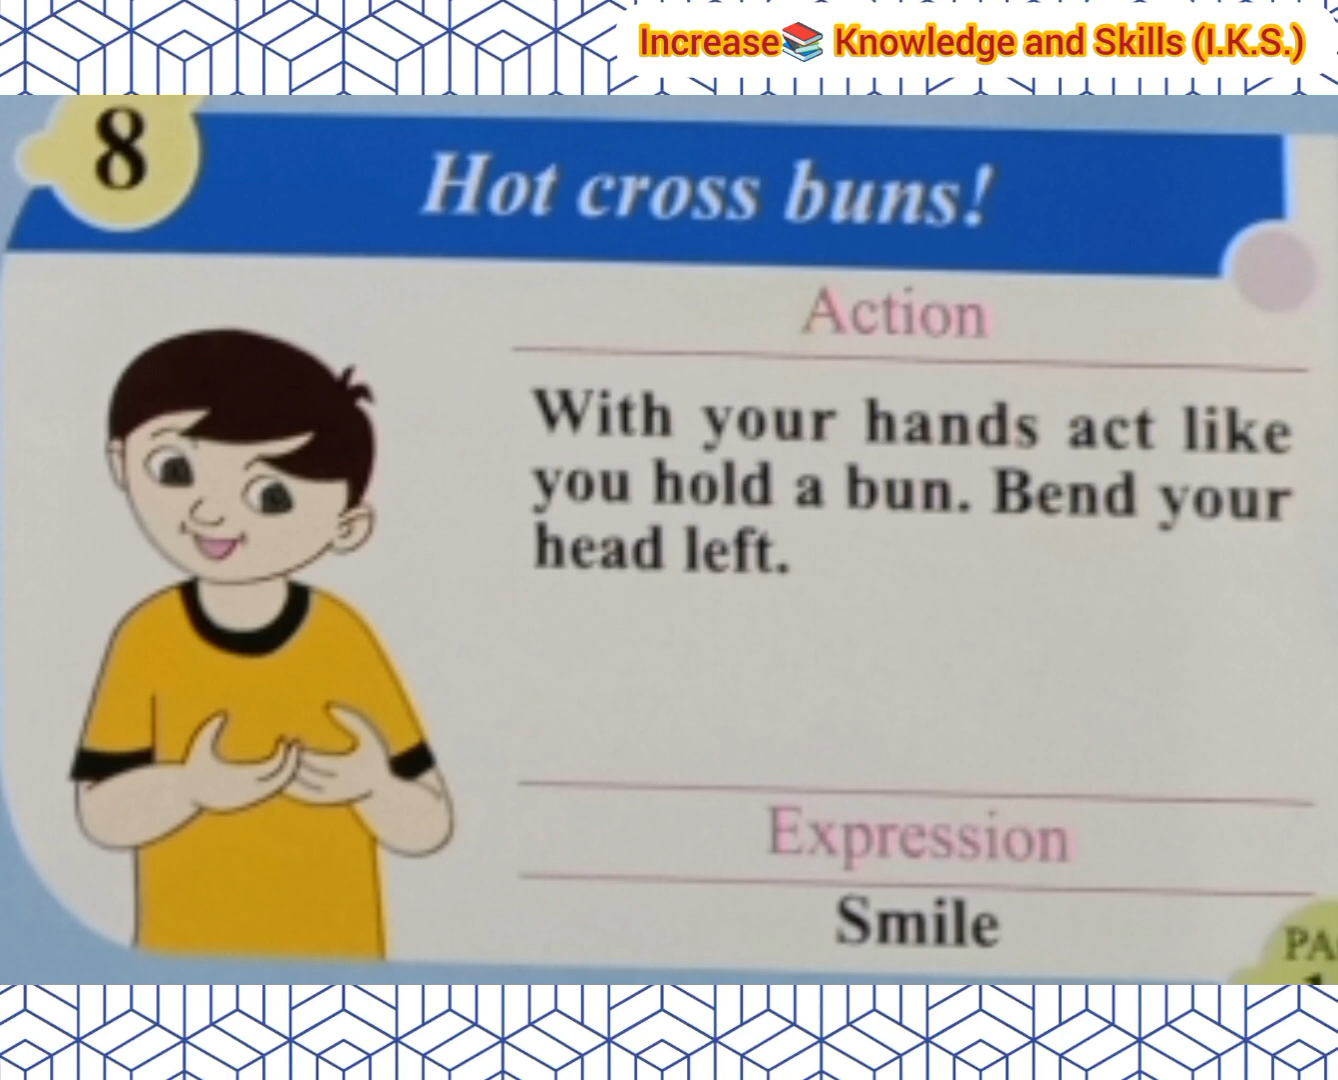 Increase📚 Knowledge and Skills (I.K.S.)
8
Hot cross buns!
Action
With your hands act like
you hold a bun. Bend your
head left.
Expression
Smile